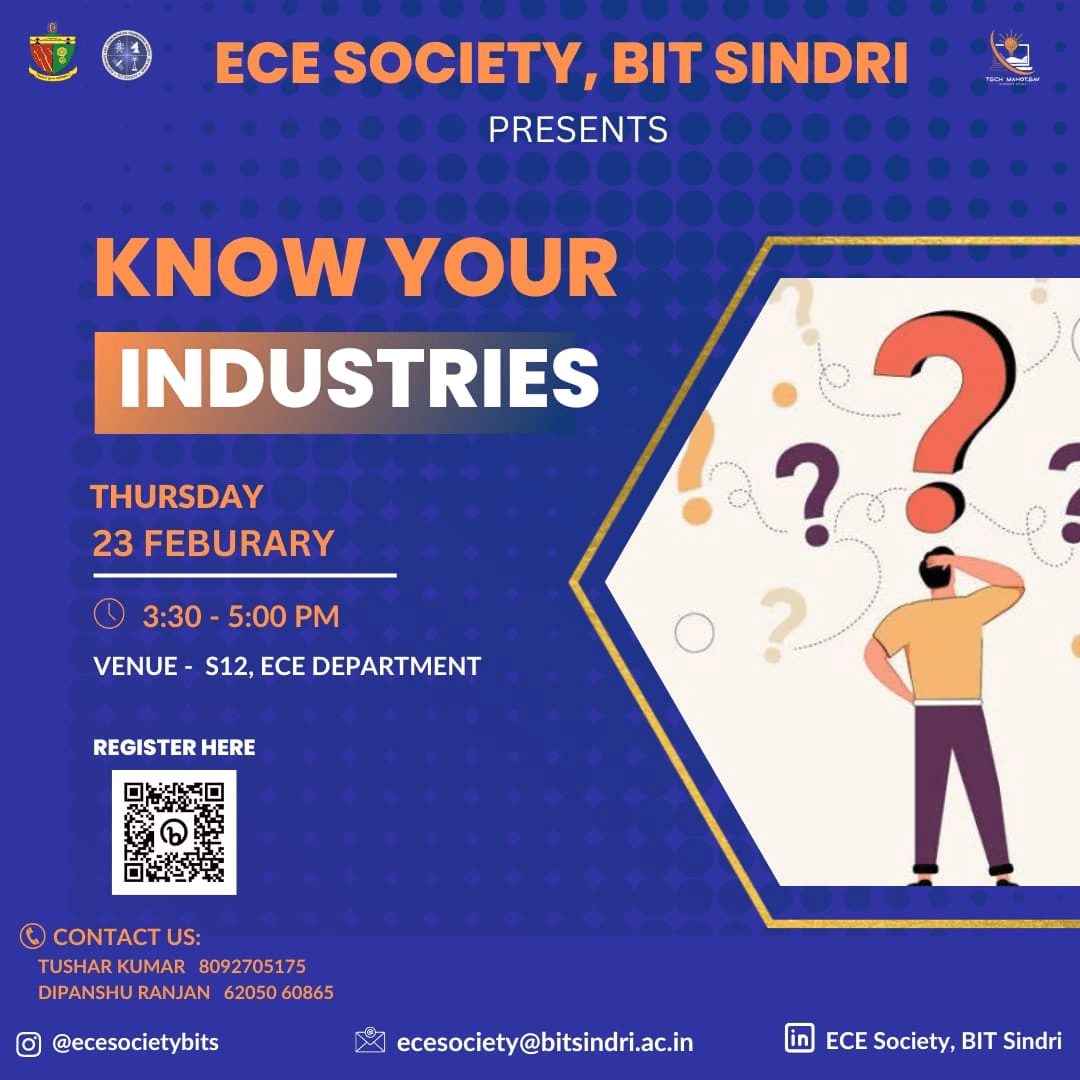 ECE SOCIETY, BIT SINDRI
TECH MAHOTSAV
PRESENTS
KNOW YOUR
INDUSTRIES
THURSDAY
23 FEBURARY
3:30 - 5:00 PM
VENUE - S12, ECE DEPARTMENT
REGISTER HERE
CONTACT US:
TUSHAR KUMAR 8092705175
DIPANSHU RANJAN 62050 60865
@ecesocietybits
ecesociety@bitsindri.ac.in
ECE Society, BIT Sindri